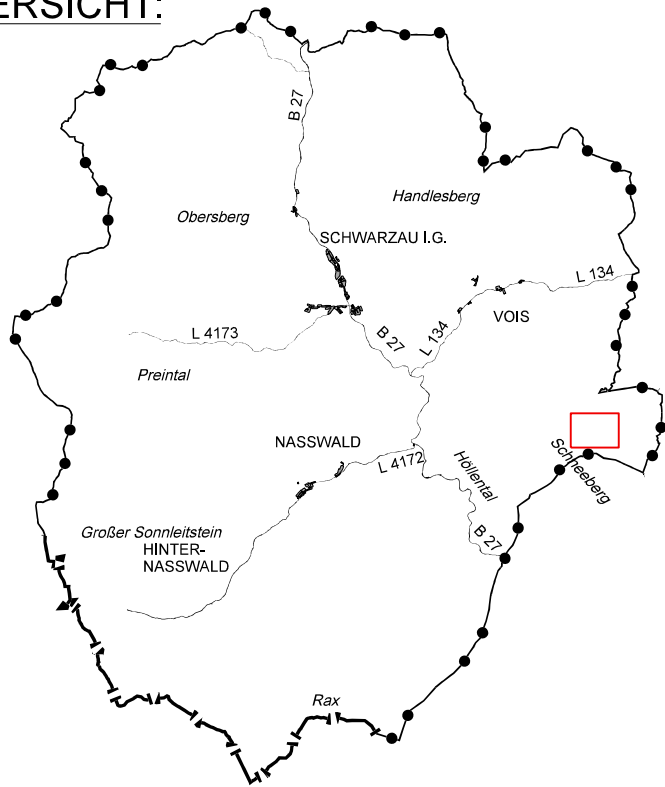 ERSICHT:
B 27
Handlesberg
Obersberg
SCHWARZAU I.G.
L 134
VOIS
L 134
B 27
L 4173
Preintal
NASSWALD
L 4172
Höllental
Schneeberg
B 27
Großer Sonnleitstein
HINTER-
NASSWALD
Rax